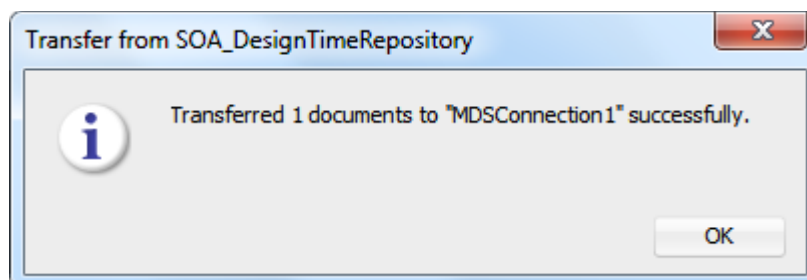 Transfer from SOA_DesignTimeRepository
Transferred 1 documents to "MDSConnection1" successfully.
OK